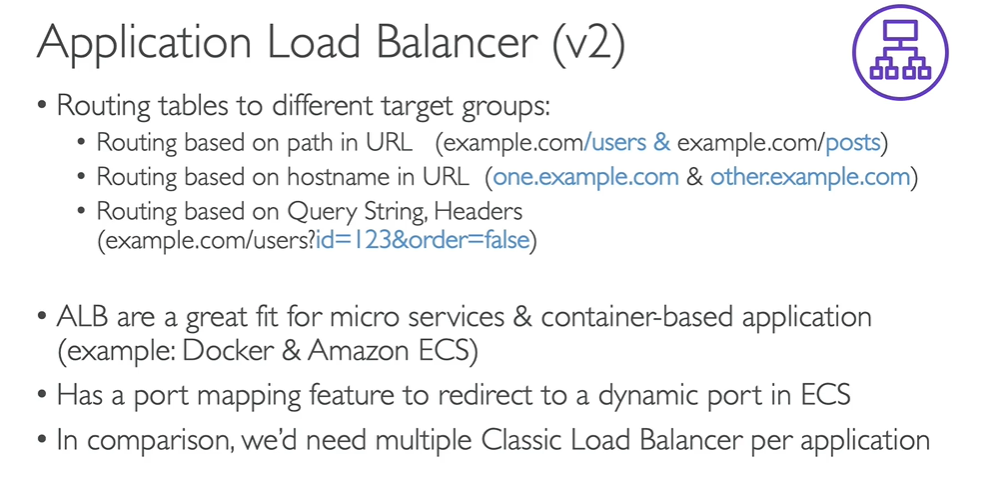 Application Load Balancer (v2)
• Routing tables to different target groups:
• Routing based on path in URL (example.com/users & example.com/posts)
• Routing based on hostname in URL (one.example.com & other.example.com)
• Routing based on Query String, Headers
(example.com/users?id=123&order=false)
• ALB are a great fit for micro services & container-based application
(example: Docker & Amazon ECS)
• Has a port mapping feature to redirect to a dynamic port in ECS
• In comparison, we’d need multiple Classic Load Balancer per application